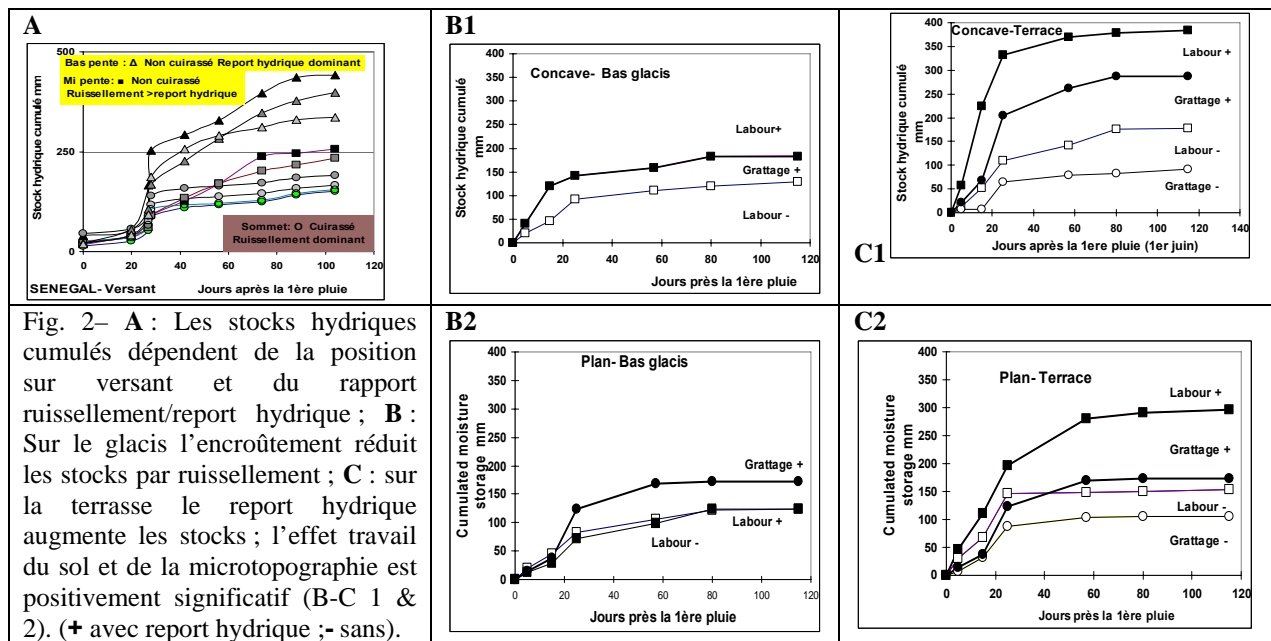 A
500
250
0
Stock hydrique cumulé mm
Bas pente : Δ Non cuirassé Report hydrique dominant
Mi pente: ■ Non cuirassé
Ruissellement >report hydrique
Sommet: O Cuirassé
Ruissellement dominant
0 20 40 60 80 100 120
SENEGAL- Versant Jours après la 1ère pluie
B1
400
350
300
250
200
150
100
50
0
Stock hydrique cumulé
mm
Concave- Bas glacis
Labour+
Grattage +
Labour -
0 20 40 60 80 100 120
Jours près la 1ère pluie
C1
400
350
300
250
200
150
100
50
0
Stock hydrique cumulé
mm
Concave-Terrace
Labour +
Grattage +
Labour -
Grattage -
0 20 40 60 80 100 120 140
Jours après la 1ere pluie (1er juin)
Fig. 2– A : Les stocks hydriques
cumulés dépendent de la position
sur versant et du rapport
ruissellement/report hydrique ; B :
Sur le glacis l’encroûtement réduit
les stocks par ruissellement ; C : sur
la terrasse le report hydrique
augmente les stocks ; l’effet travail
du sol et de la microtopographie est
positivement significatif (B-C 1 &
2). (+ avec report hydrique ;- sans).
B2
400
350
300
250
200
150
100
50
0
Cumulated moisture
storage mm
Plan- Bas glacis
Grattage +
Labour +
Labour -
0 20 40 60 80 100 120
Jours près la 1ère pluie
C2
400
350
300
250
200
150
100
50
0
Cumulated moisture
storage mm
Plan- Terrace
Labour +
Grattage +
Labour -
Grattage -
0 20 40 60 80 100 120
Jours près la 1ère pluie